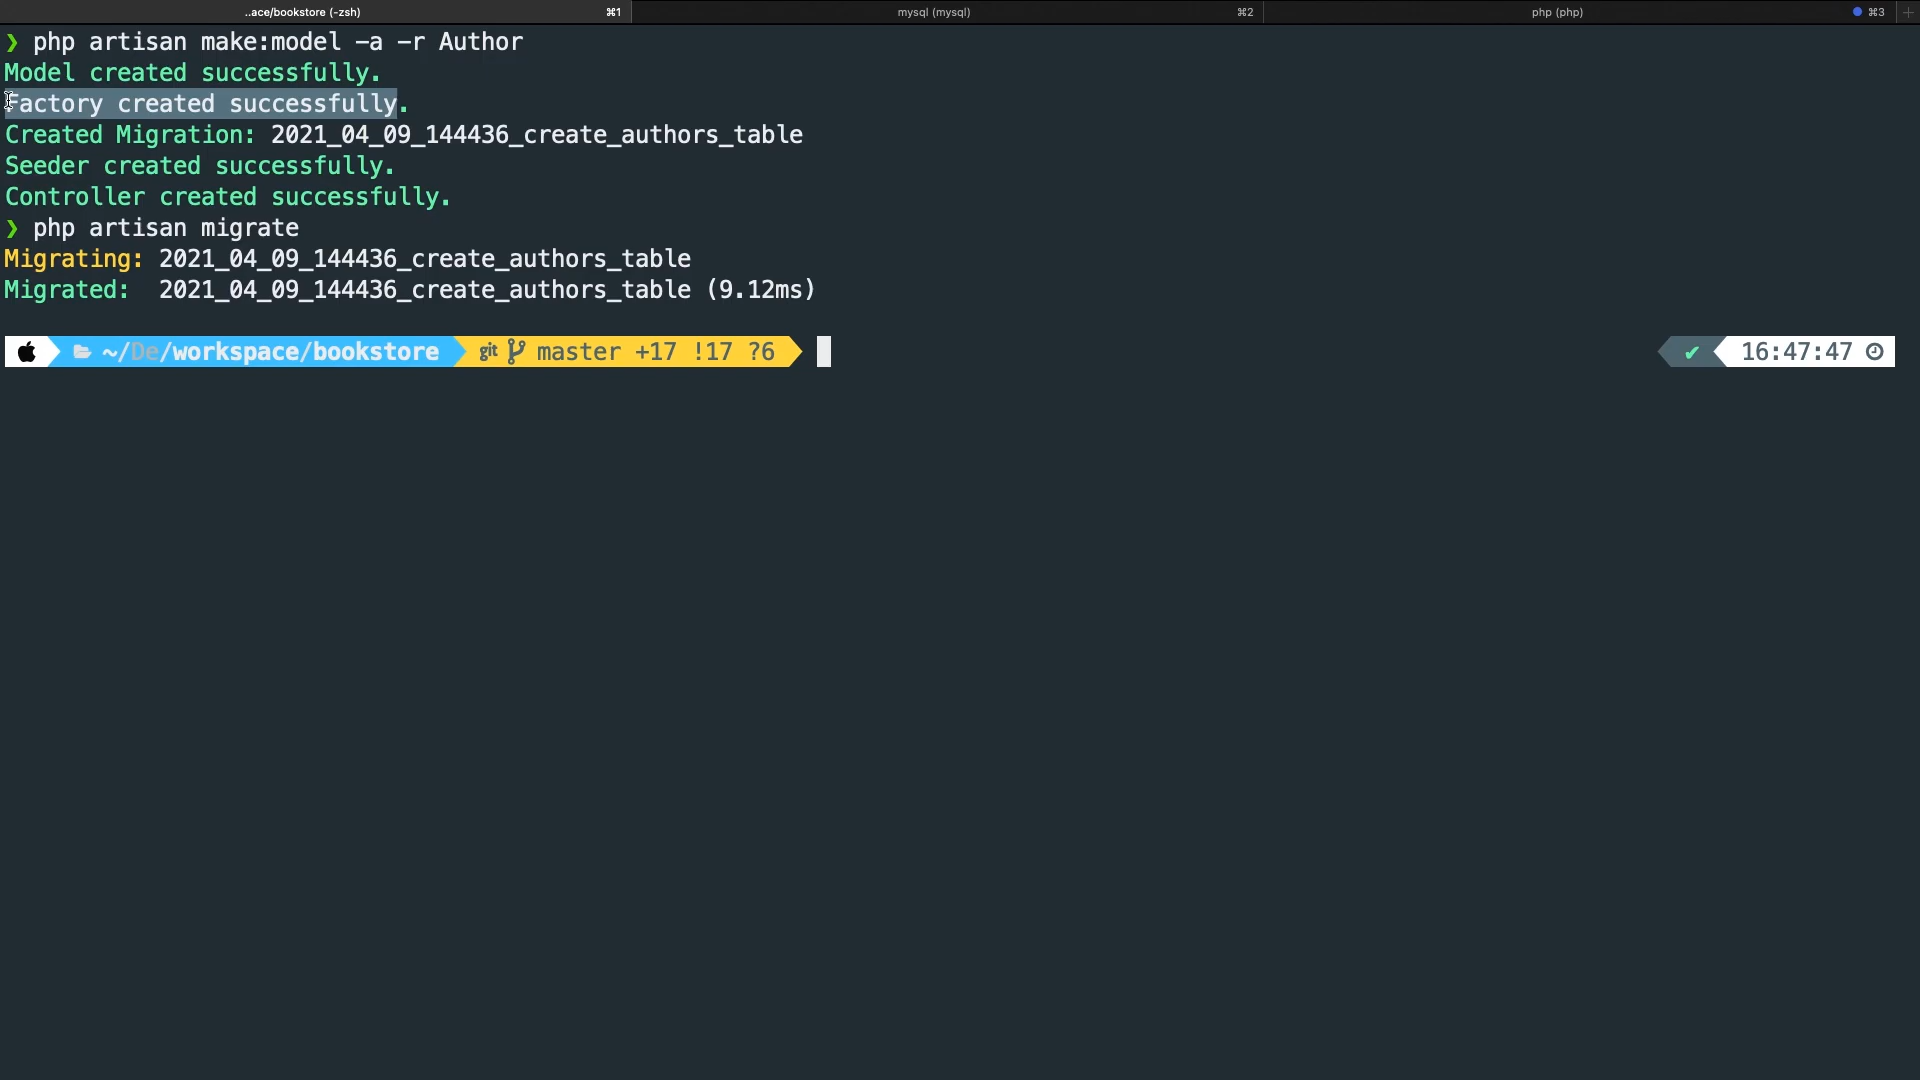 ..ace/bookstore (-zsh) ⌘1 mysql (mysql) ⌘2 php (php) ⌘3 +
❯ php artisan make:model -a -r Author
Model created successfully.
Factory created successfully.
Created Migration: 2021_04_09_144436_create_authors_table
Seeder created successfully.
Controller created successfully.
❯ php artisan migrate
Migrating: 2021_04_09_144436_create_authors_table
Migrated:  2021_04_09_144436_create_authors_table (9.12ms)
~/De/workspace/bookstore git master +17 !17 ?6 ✔ 16:47:47